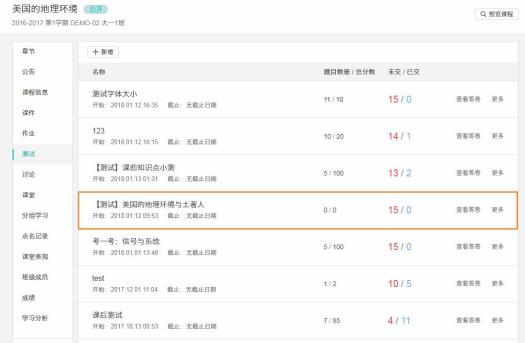 美国的地理环境 公开
2016-2017 第1学期 DEMO-02 大一1班
预览课程
章节
公告
课程信息
课件
作业
测试
讨论
课堂
分组学习
点名记录
课堂表现
班级成员
成绩
学习分析
+ 新增
名称 题目数量 / 总分数 未交 / 已交
测试字体大小 11 / 10 15 / 0 查看答卷 更多
开始: 2018.01.12 16:35 截止: 无截止日期
123 10 / 20 14 / 1 查看答卷 更多
开始: 2018.01.12 16:15 截止: 无截止日期
【测试】课前知识点小测 5 / 100 13 / 2 查看答卷 更多
开始: 2018.01.13 01:31 截止: 无截止日期
【测试】美国的地理环境与土著人 0 / 0 15 / 0 查看答卷 更多
开始: 2018.01.12 09:53 截止: 无截止日期
考一考：信号与系统 5 / 100 15 / 0 查看答卷 更多
开始: 2018.01.01 13:48 截止: 无截止日期
test 1 / 2 10 / 5 查看答卷 更多
开始: 2017.12.01 11:04 截止: 无截止日期
课后测试 7 / 85 4 / 11 查看答卷 更多
开始: 2017.10.13 00:53 截止: 无截止日期